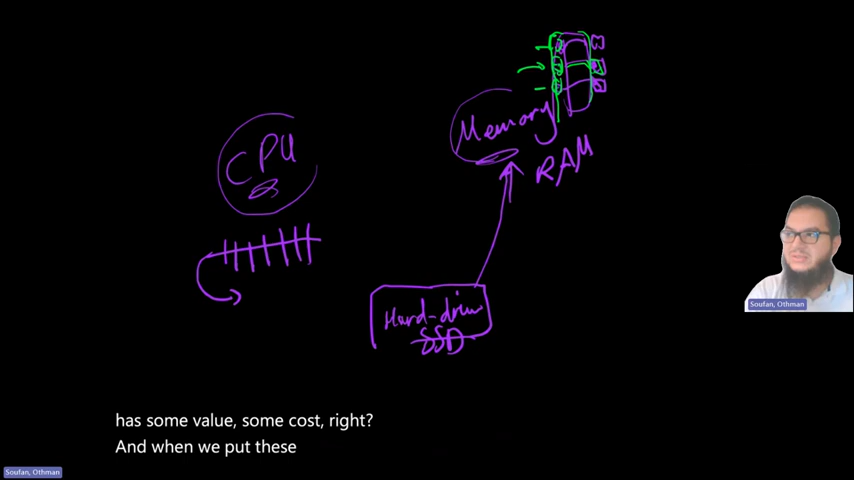 Memory
RAM
CPU
Hard-drive
SSD
Soufan, Othman
has some value, some cost, right?
And when we put these
Soufan, Othman